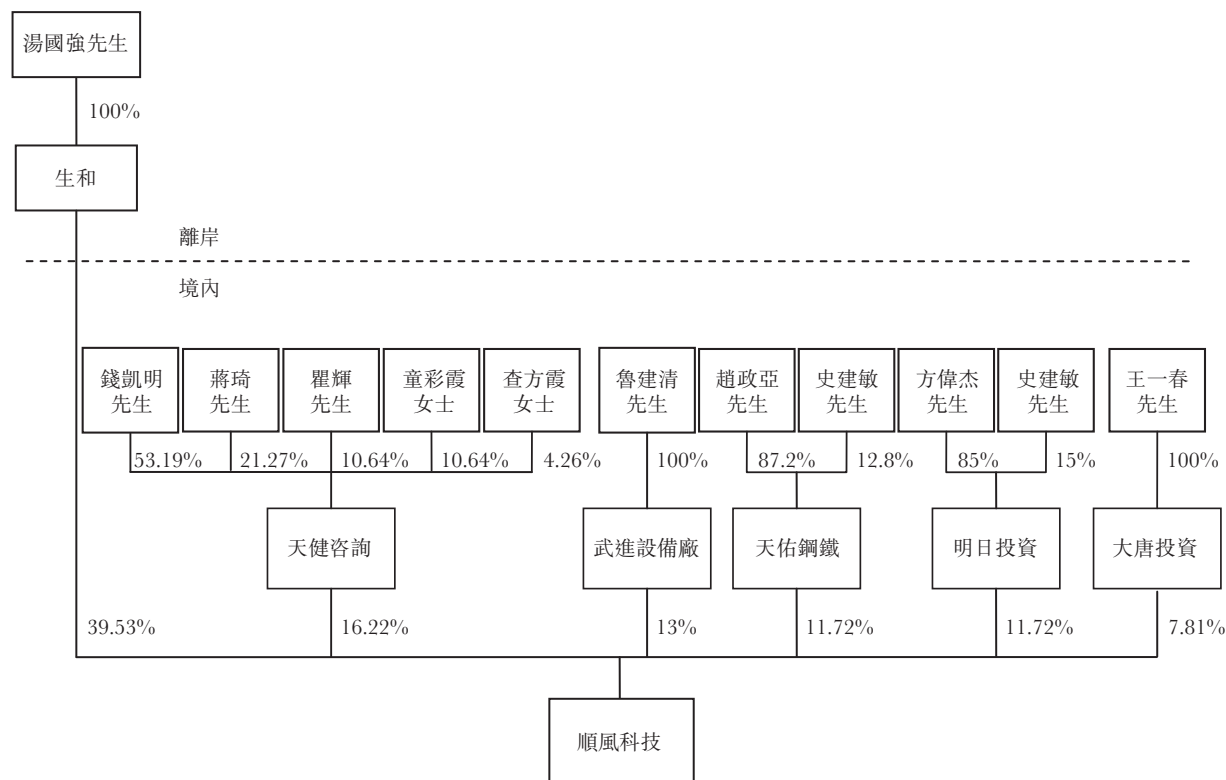 湯國強先生
100%
生和
離岸
境內
錢凱明
先生
蔣琦
先生
瞿輝
先生
童彩霞
女士
查方霞
女士
魯建清
先生
趙政亞
先生
史建敏
先生
方偉杰
先生
史建敏
先生
王一春
先生
53.19%
21.27%
10.64%
10.64%
4.26%
100%
87.2%
12.8%
85%
15%
100%
天健咨詢
武進設備廠
天佑鋼鐵
明日投資
大唐投資
39.53%
16.22%
13%
11.72%
11.72%
7.81%
順風科技